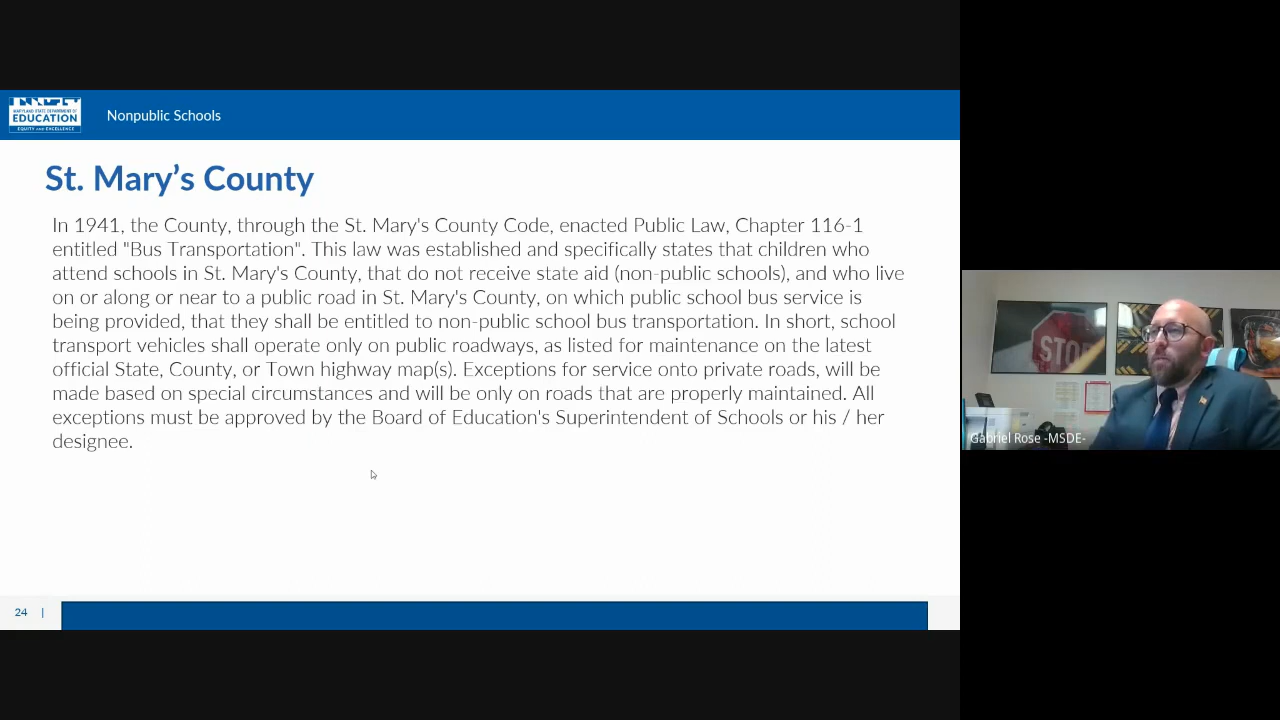 MARYLAND STATE DEPARTMENT OF
EDUCATION
EQUITY AND EXCELLENCE
Nonpublic Schools
St. Mary’s County
In 1941, the County, through the St. Mary's County Code, enacted Public Law, Chapter 116-1
entitled "Bus Transportation". This law was established and specifically states that children who
attend schools in St. Mary's County, that do not receive state aid (non-public schools), and who live
on or along or near to a public road in St. Mary's County, on which public school bus service is
being provided, that they shall be entitled to non-public school bus transportation. In short, school
transport vehicles shall operate only on public roadways, as listed for maintenance on the latest
official State, County, or Town highway map(s). Exceptions for service onto private roads, will be
made based on special circumstances and will be only on roads that are properly maintained. All
exceptions must be approved by the Board of Education's Superintendent of Schools or his / her
designee.
24 |
STOP
Gabriel Rose -MSDE-